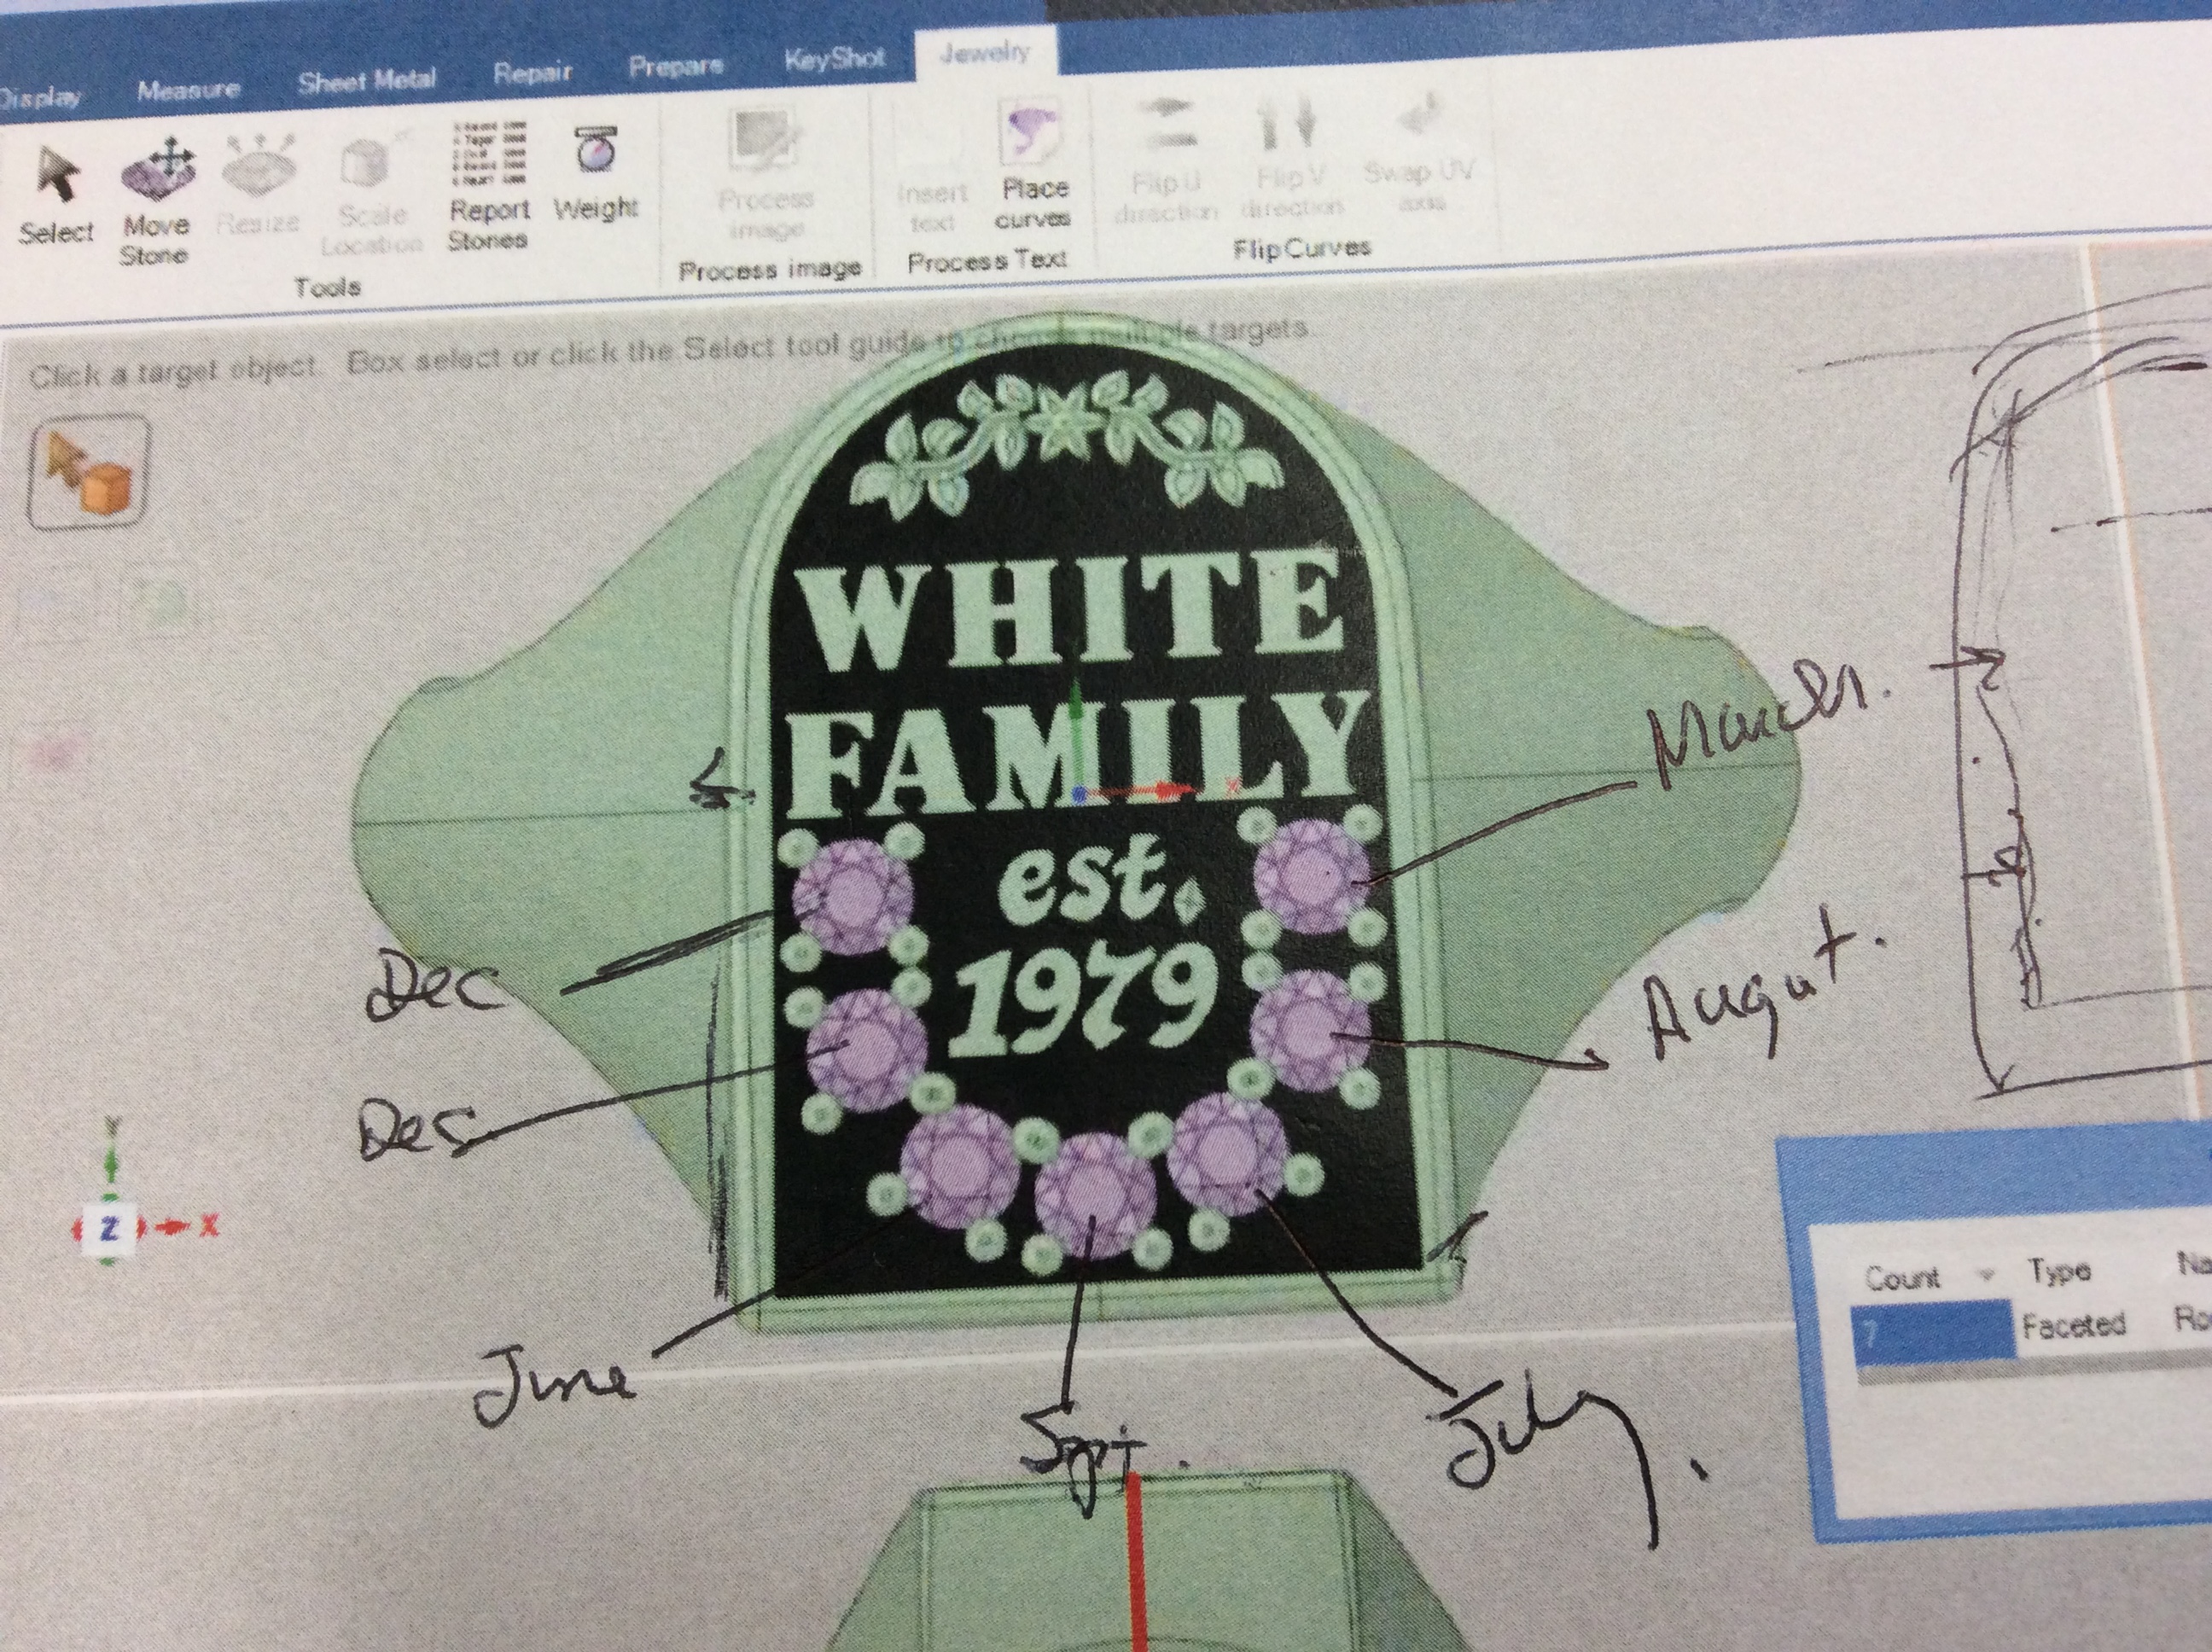 Display Measure Sheet Metal Repair Prepare KeyShot Jewelry
Select
Move
Stone
Resize
Scale
Location
Report
Stones
Weight
Tools
Process
image
Process image
Insert
text
Place
curves
Process Text
Flip U
direction
Flip V
direction
Swap UV
axis
Flip Curves
Click a target object. Box select or click the Select tool guide to choose multiple targets.
WHITE
FAMILY
est.
1979
March.
August.
Dec
Dec
June
Sept.
July.
X
Y
Z X
Count Type Na
7 Faceted Ro